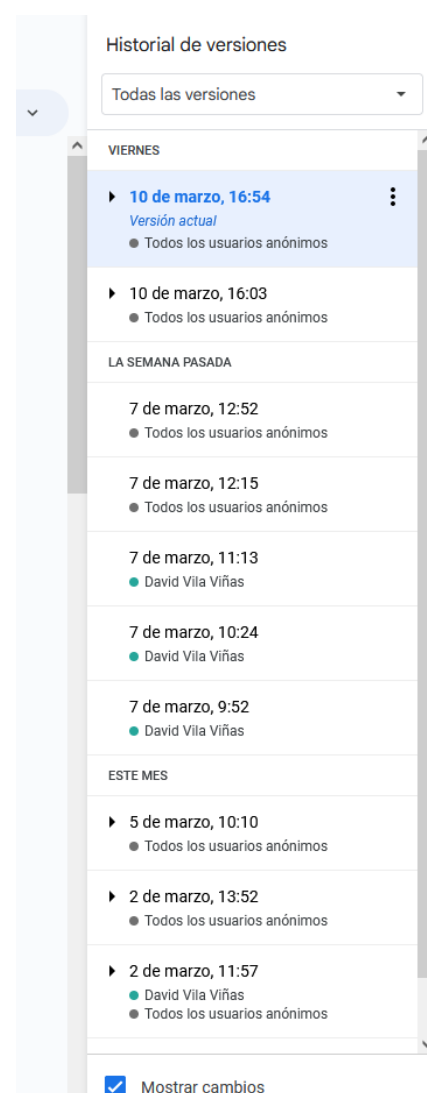 Historial de versiones
Todas las versiones
VIERNES
10 de marzo, 16:54
Versión actual
Todos los usuarios anónimos
10 de marzo, 16:03
Todos los usuarios anónimos
LA SEMANA PASADA
7 de marzo, 12:52
Todos los usuarios anónimos
7 de marzo, 12:15
Todos los usuarios anónimos
7 de marzo, 11:13
David Vila Viñas
7 de marzo, 10:24
David Vila Viñas
7 de marzo, 9:52
David Vila Viñas
ESTE MES
5 de marzo, 10:10
Todos los usuarios anónimos
2 de marzo, 13:52
Todos los usuarios anónimos
2 de marzo, 11:57
David Vila Viñas
Todos los usuarios anónimos
Mostrar cambios